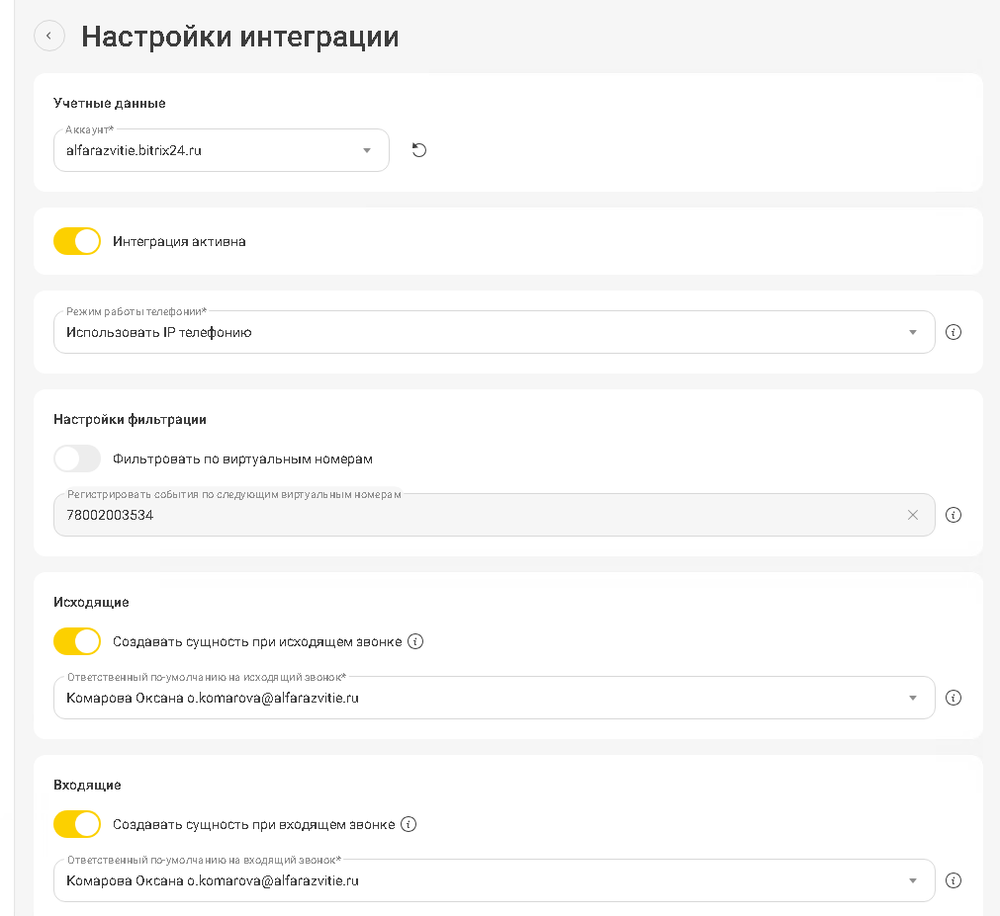 Настройки интеграции
Учетные данные
Аккаунт*
alfarazvitie.bitrix24.ru
Интеграция активна
Режим работы телефонии*
Использовать IP телефонию
Настройки фильтрации
Фильтровать по виртуальным номерам
Регистрировать события по следующим виртуальным номерам
78002003534
Исходящие
Создавать сущность при исходящем звонке
Ответственный по-умолчанию на исходящий звонок*
Комарова Оксана o.komarova@alfarazvitie.ru
Входящие
Создавать сущность при входящем звонке
Ответственный по-умолчанию на входящий звонок*
Комарова Оксана o.komarova@alfarazvitie.ru